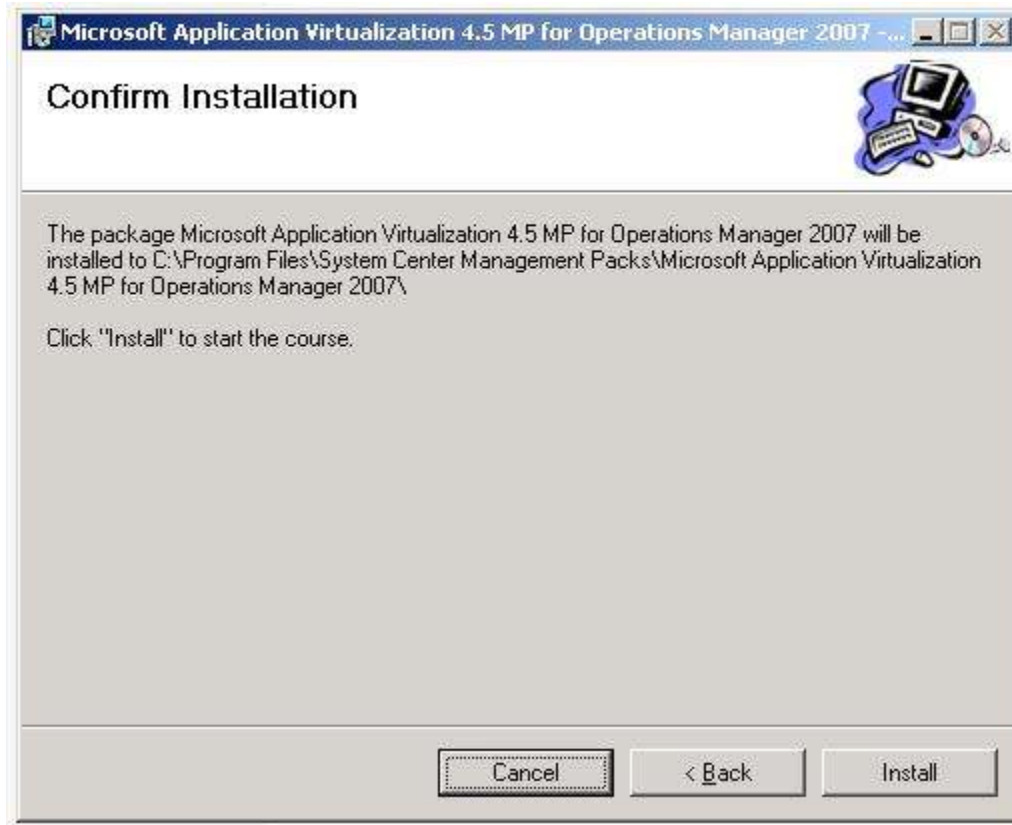 Microsoft Application Virtualization 4.5 MP for Operations Manager 2007 -...
Confirm Installation
The package Microsoft Application Virtualization 4.5 MP for Operations Manager 2007 will be
installed to C:\Program Files\System Center Management Packs\Microsoft Application Virtualization
4.5 MP for Operations Manager 2007\
Click "Install" to start the course.
Cancel
< Back
Install